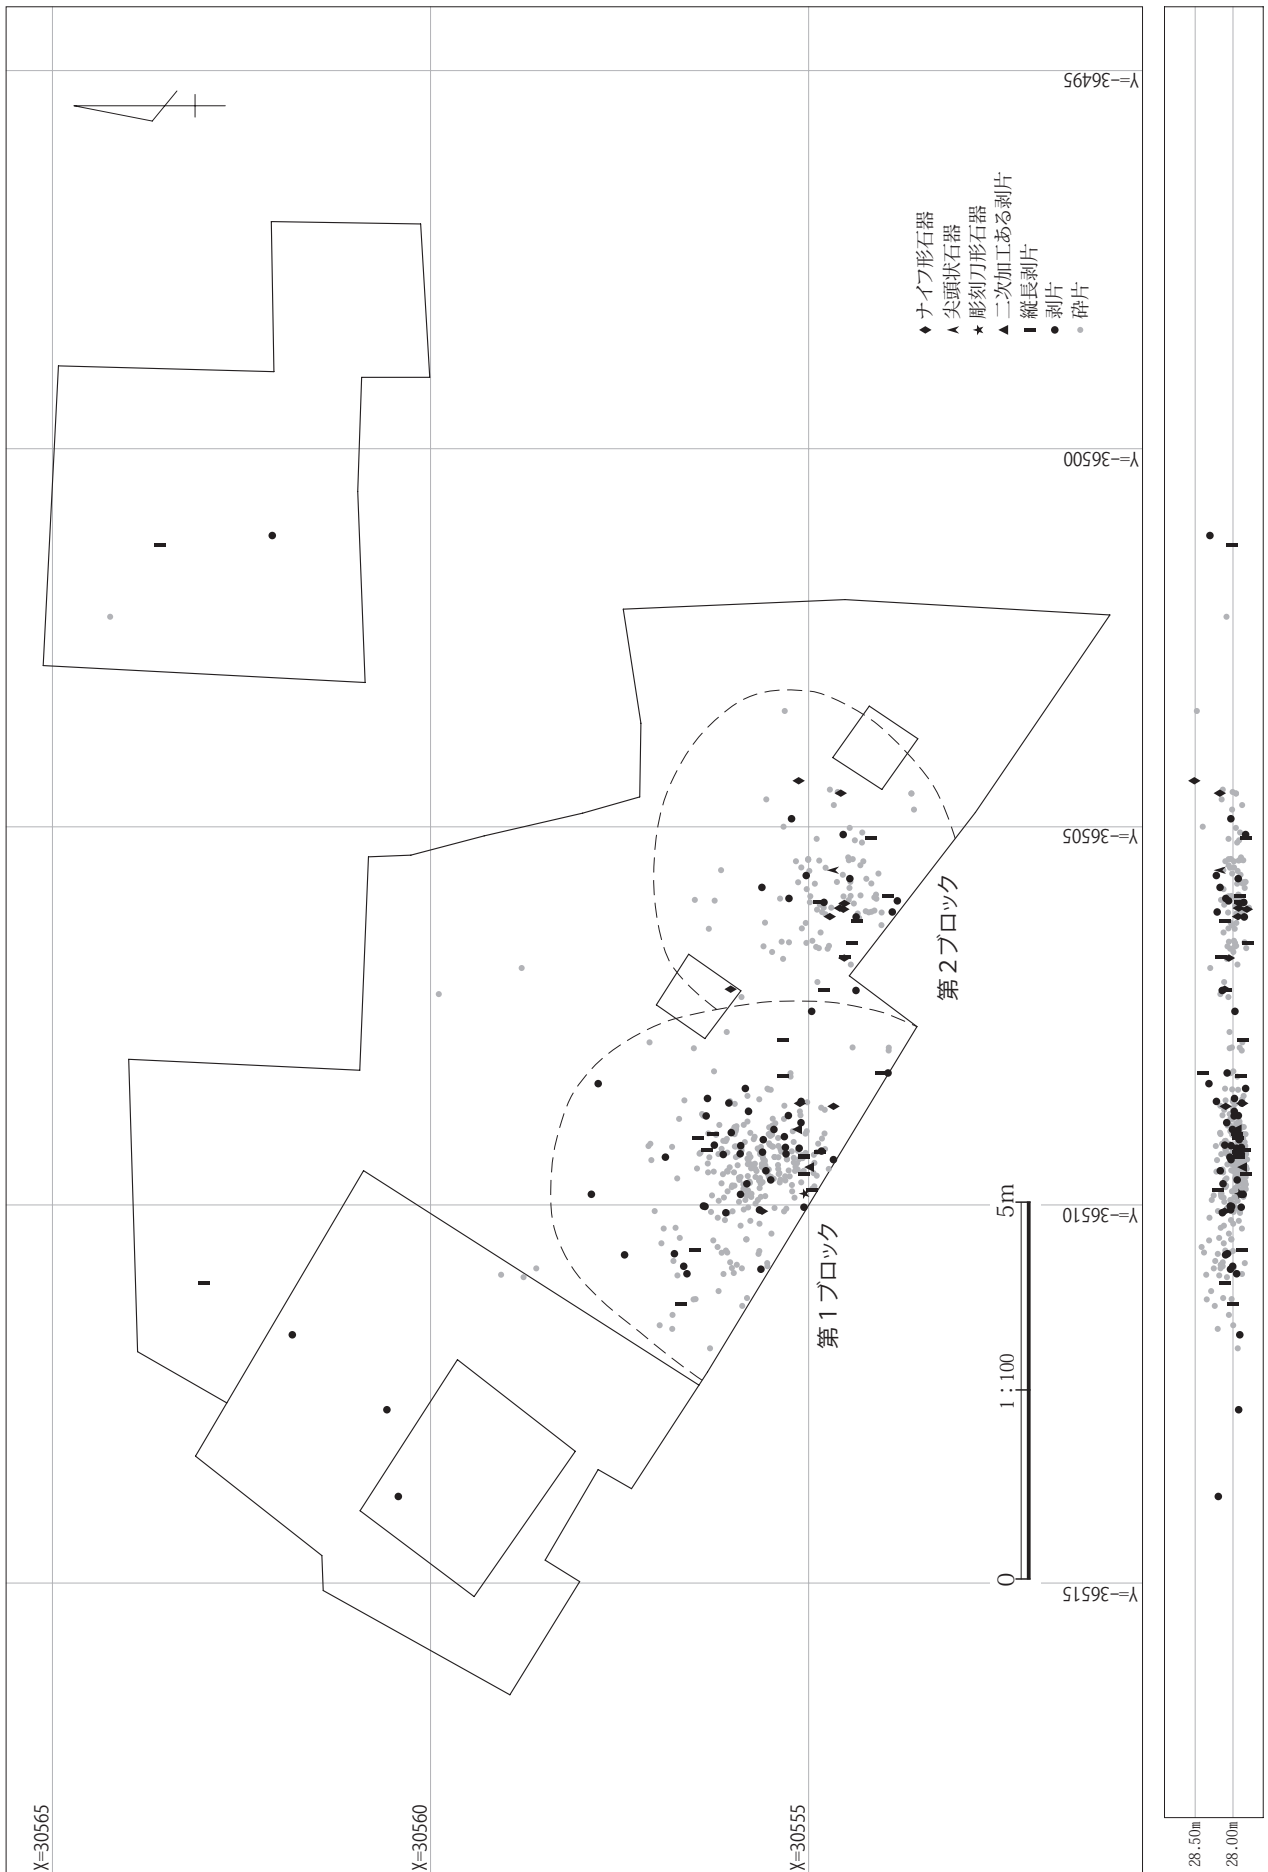 X=30565
X=30560
X=30555
Y=-36495
Y=-36500
Y=-36505
Y=-36510
Y=-36515
ナイフ形石器
尖頭状石器
彫刻刀形石器
二次加工ある剥片
縦長剥片
剥片
砕片
第1ブロック
第2ブロック
0 1:100 5m
28.50m
28.00m